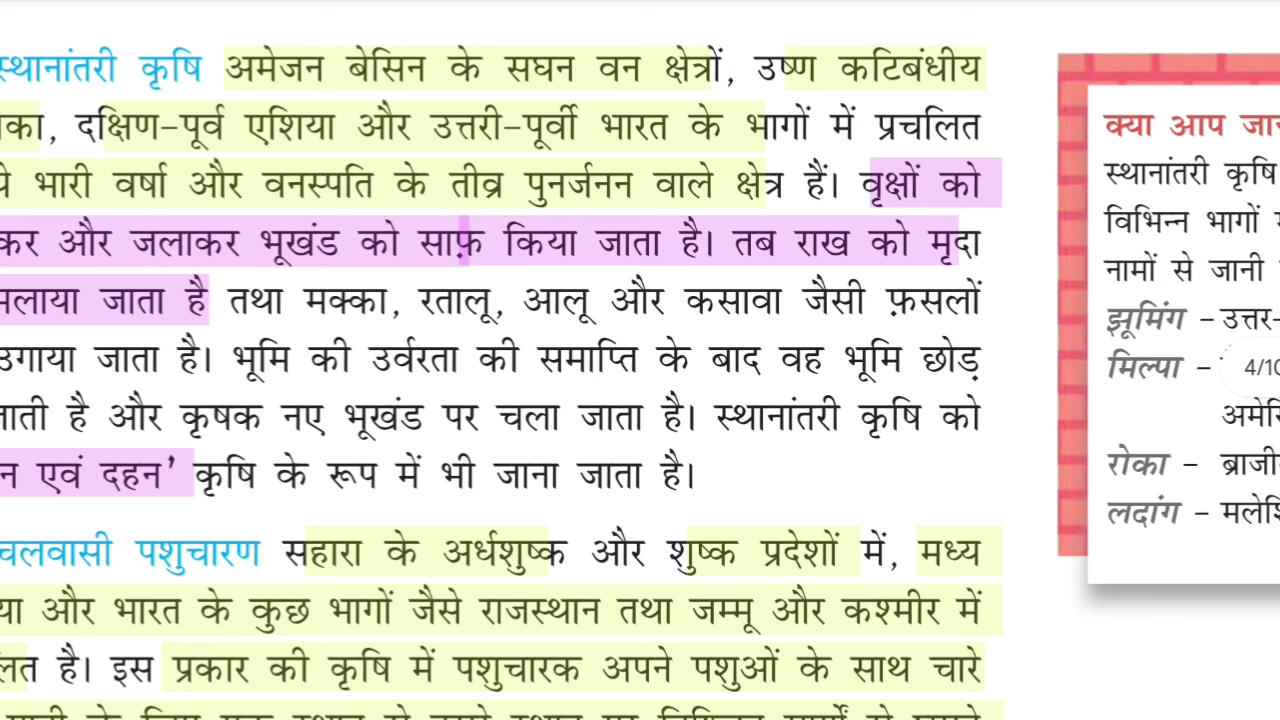 स्थानांतरी कृषि अमेजन बेसिन के सघन वन क्षेत्रों, उष्ण कटिबंधीय
का, दक्षिण-पूर्व एशिया और उत्तरी-पूर्वी भारत के भागों में प्रचलित
भारी वर्षा और वनस्पति के तीव्र पुनर्जनन वाले क्षेत्र हैं। वृक्षों को
कर और जलाकर भूखंड को साफ़ किया जाता है। तब राख को मृदा
मलाया जाता है तथा मक्का, रतालू, आलू और कसावा जैसी फ़सलों
उगाया जाता है। भूमि की उर्वरता की समाप्ति के बाद वह भूमि छोड़
जाती है और कृषक नए भूखंड पर चला जाता है। स्थानांतरी कृषि को
न एवं दहन’ कृषि के रूप में भी जाना जाता है।
चलवासी पशुचारण सहारा के अर्धशुष्क और शुष्क प्रदेशों में, मध्य
या और भारत के कुछ भागों जैसे राजस्थान तथा जम्मू और कश्मीर में
है। इस प्रकार की कृषि में पशुचारक अपने पशुओं के साथ चारे
क्या आप जान
स्थानांतरी कृषि
विभिन्न भागों
नामों से जानी
झूमिंग – उत्तर-
मिल्पा –
4/10
अमेरि
रोका – ब्राजी
लदांग – मलेशि